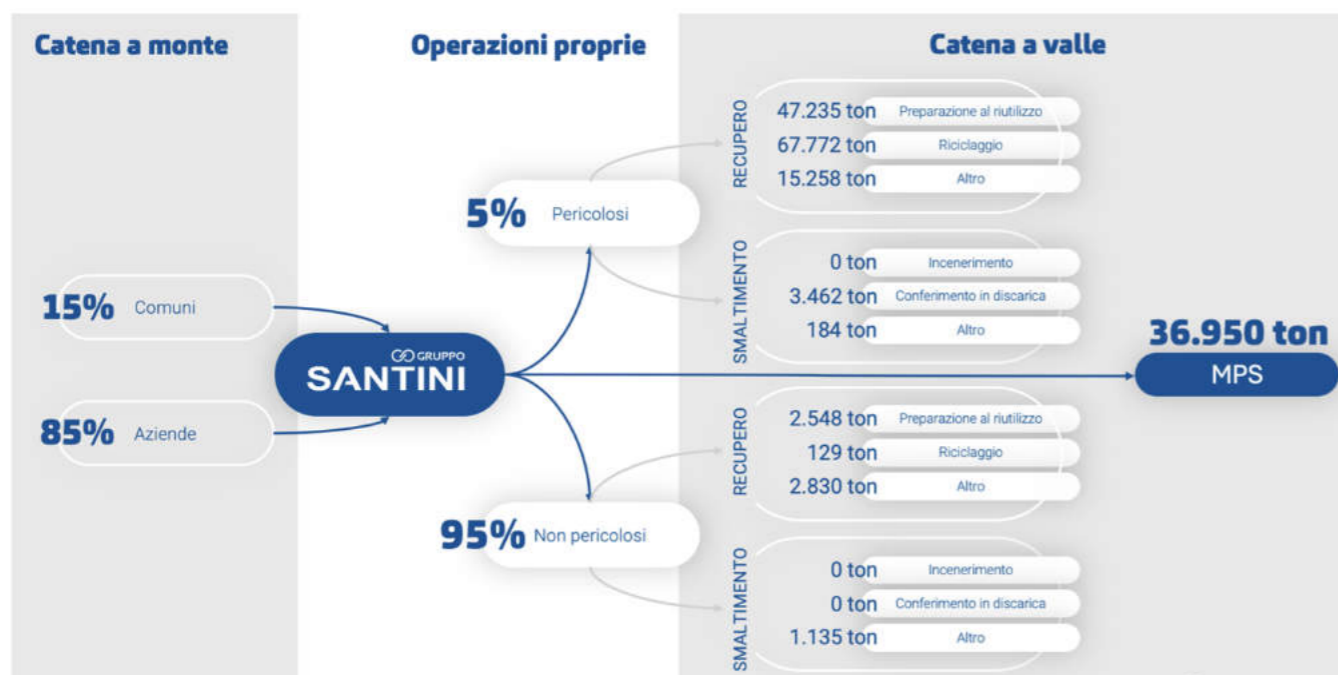 Catena a monte
Operazioni proprie
Catena a valle
15% Comuni
85% Aziende
GRUPPO
SANTINI
5% Pericolosi
95% Non pericolosi
RECUPERO
47.235 ton Preparazione al riutilizzo
67.772 ton Riciclaggio
15.258 ton Altro
SMALTIMENTO
0 ton Incenerimento
3.462 ton Conferimento in discarica
184 ton Altro
36.950 ton
MPS
RECUPERO
2.548 ton Preparazione al riutilizzo
129 ton Riciclaggio
2.830 ton Altro
SMALTIMENTO
0 ton Incenerimento
0 ton Conferimento in discarica
1.135 ton Altro